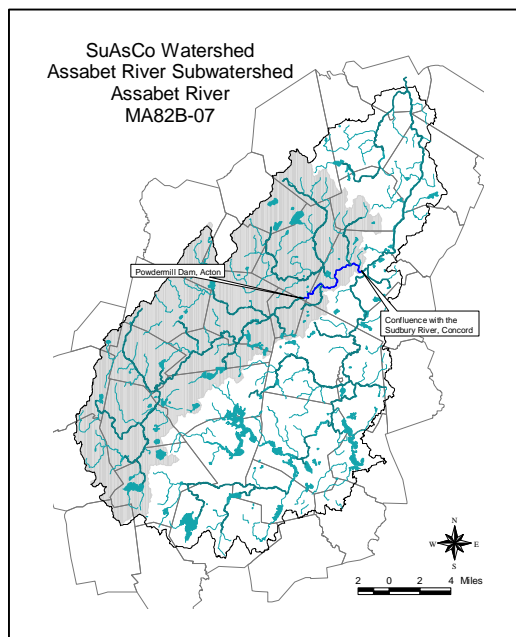 SuAsCo Watershed
Assabet River Subwatershed
Assabet River
MA82B-07
Powdermill Dam, Acton
Confluence with the
Sudbury River, Concord
N
W E
S
2 0 2 4 Miles